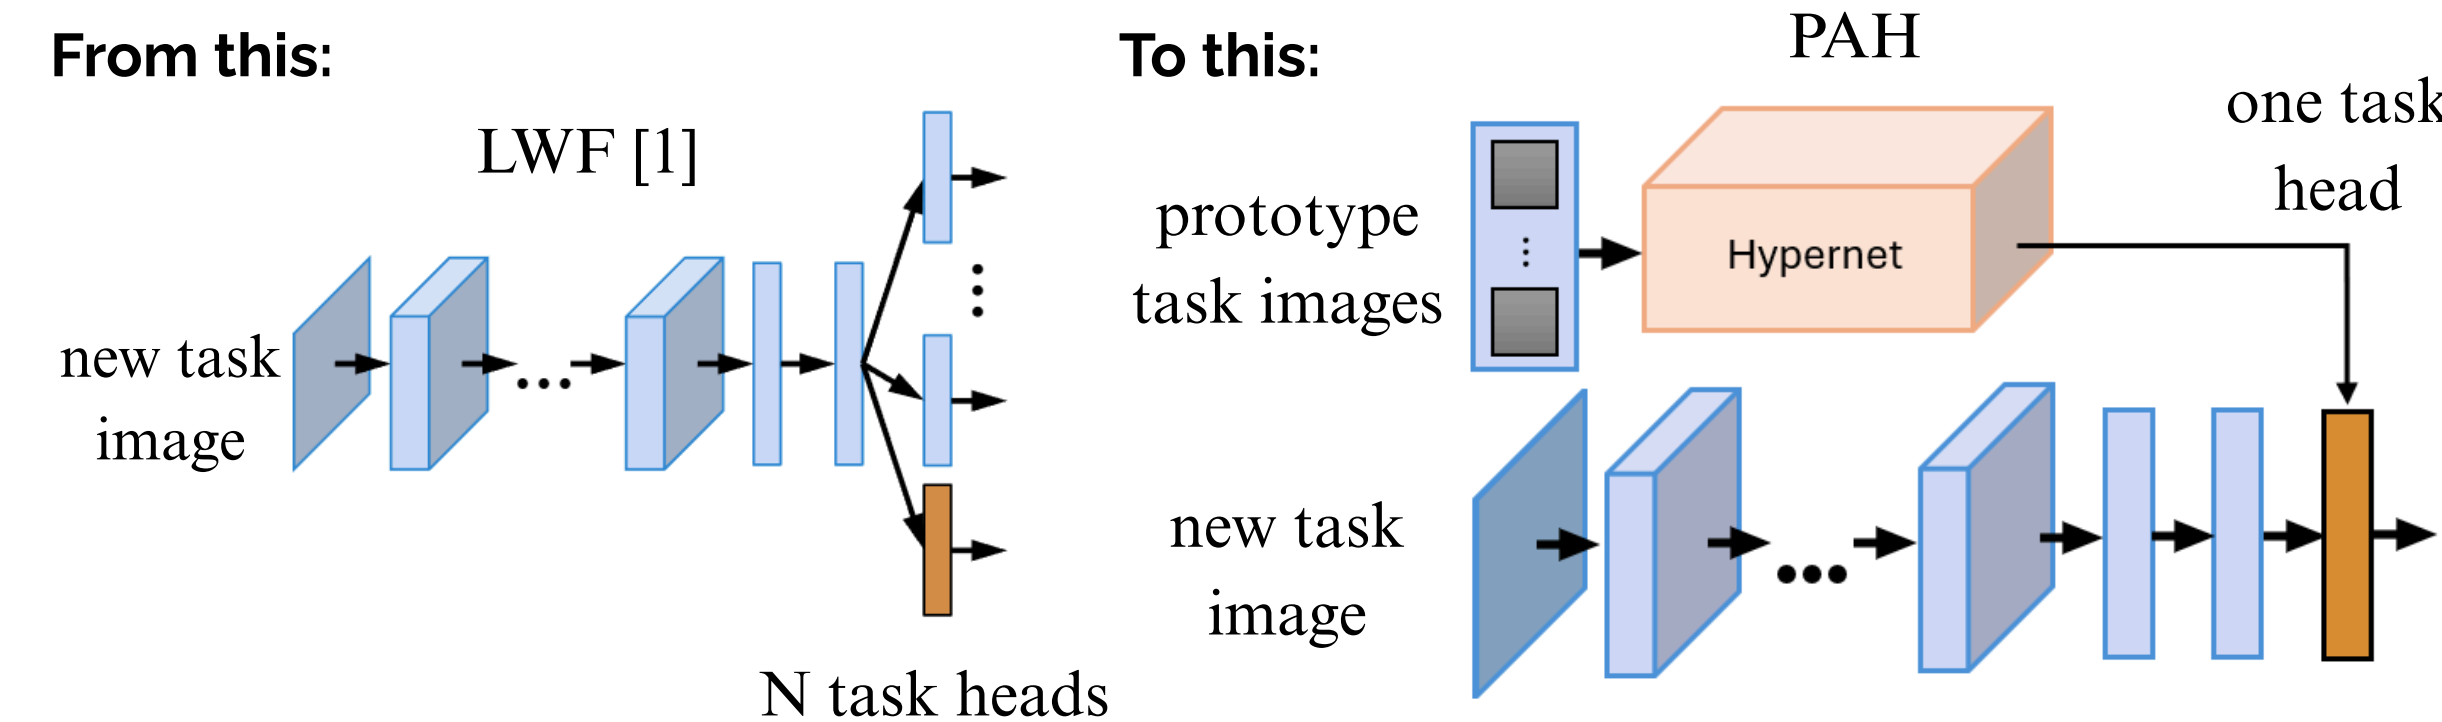 From this:
LWF [1]
new task
image
N task heads
To this:
PAH
one task
head
prototype
task images
Hypernet
new task
image